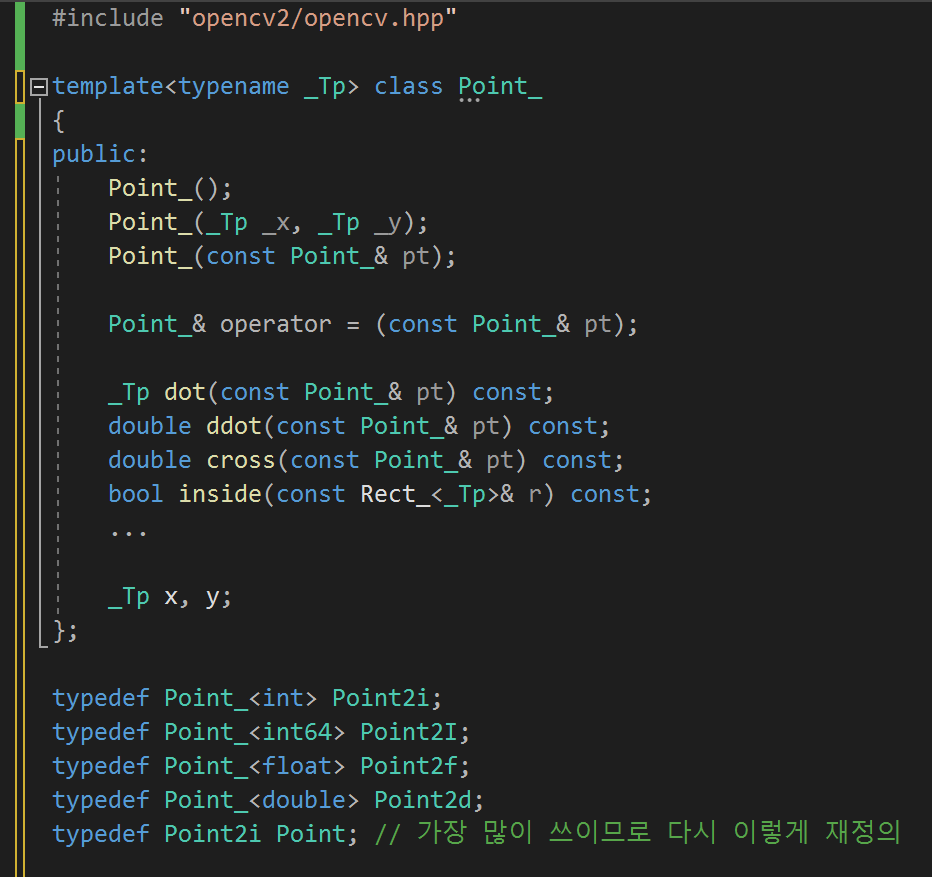 #include "opencv2/opencv.hpp"
template<typename _Tp> class Point_
{
public:
Point_();
Point_(_Tp _x, _Tp _y);
Point_(const Point_& pt);
Point_& operator = (const Point_& pt);
_Tp dot(const Point_& pt) const;
double ddot(const Point_& pt) const;
double cross(const Point_& pt) const;
bool inside(const Rect_<_Tp>& r) const;
...
_Tp x, y;
};
typedef Point_<int> Point2i;
typedef Point_<int64> Point2I;
typedef Point_<float> Point2f;
typedef Point_<double> Point2d;
typedef Point2i Point; // 가장 많이 쓰이므로 다시 이렇게 재정의